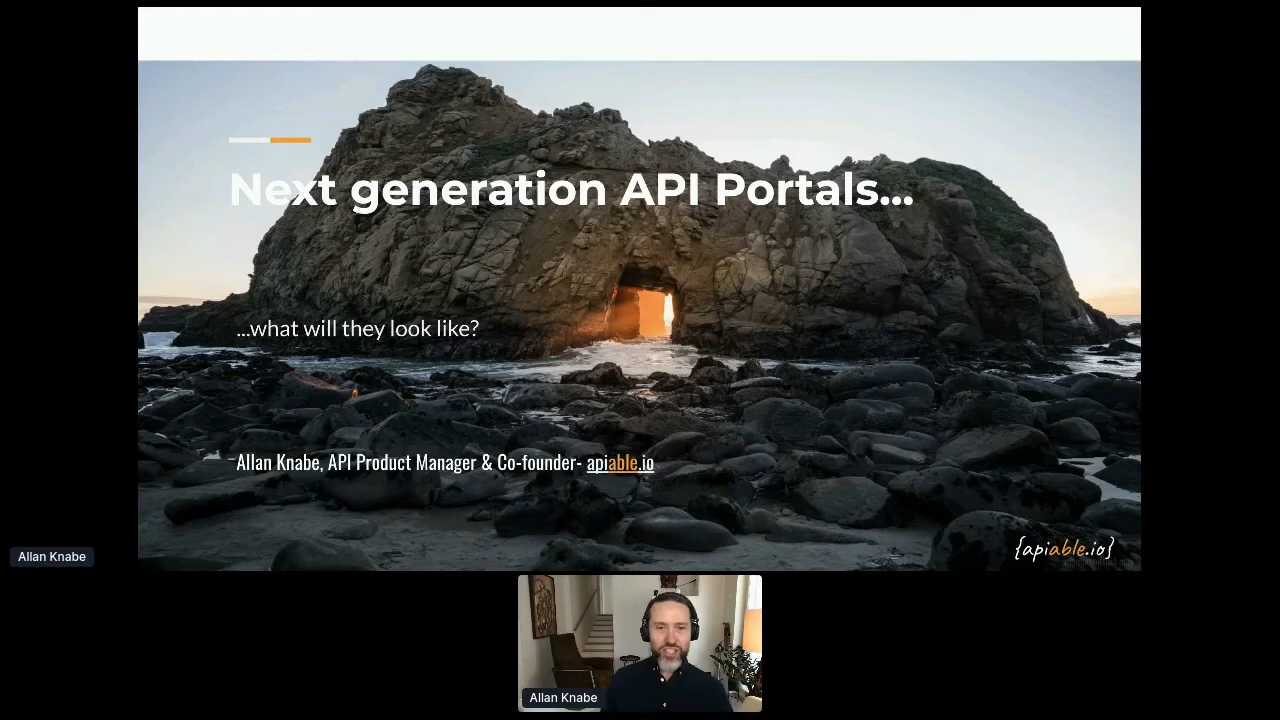 Next generation API Portals...
...what will they look like?
Allan Knabe, API Product Manager & Co-founder- apiable.io
{apiable.io}
Allan Knabe
Allan Knabe